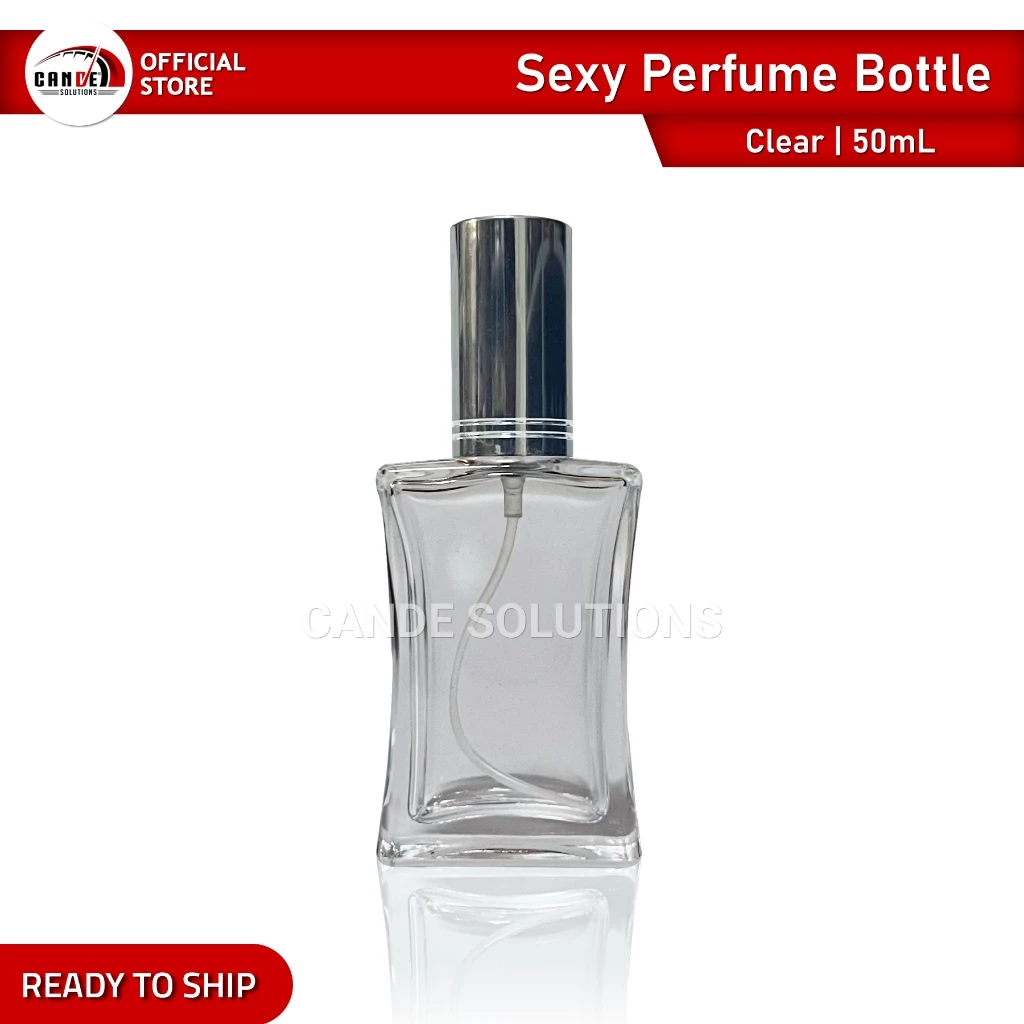 CANDE
SOLUTIONS
OFFICIAL
STORE
Sexy Perfume Bottle
Clear | 50mL
CANDE SOLUTIONS
READY TO SHIP